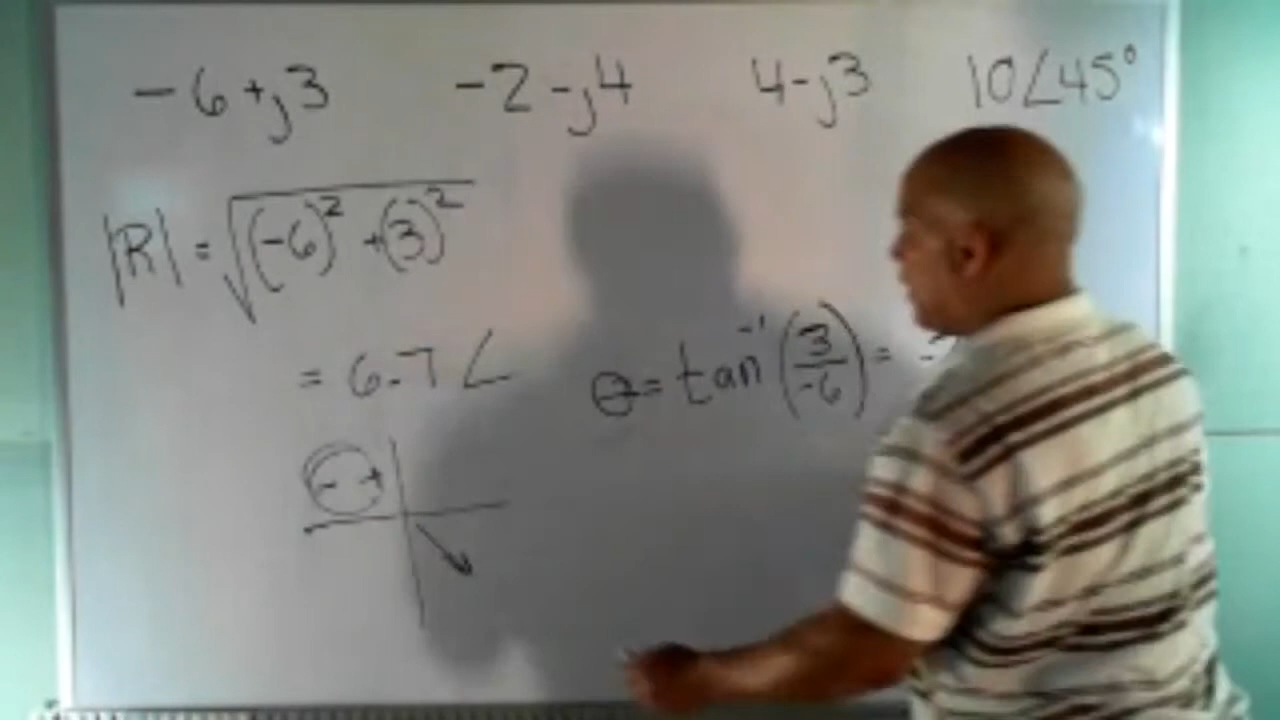 -6+j3 -2-j4 4-j3 10∠45°
|R| = √(-6)² + (3)²
= 6.7∠ θ = tan⁻¹(3/-6) =
- +